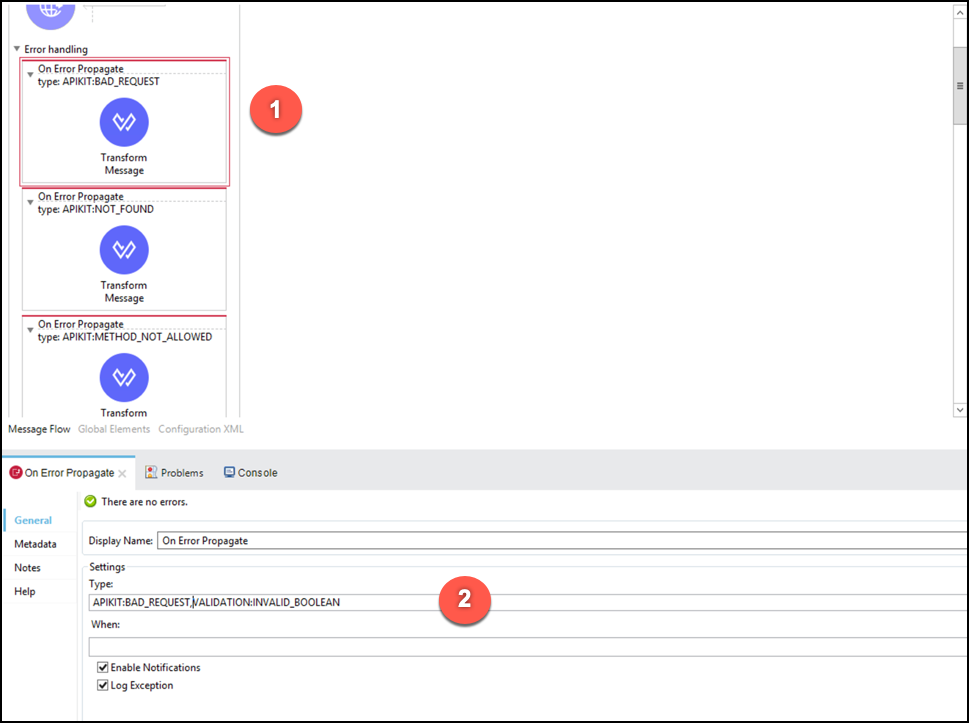 Error handling
On Error Propagate
type: APIKIT:BAD_REQUEST
1
Transform
Message
On Error Propagate
type: APIKIT:NOT_FOUND
Transform
Message
On Error Propagate
type: APIKIT:METHOD_NOT_ALLOWED
Transform
Message Flow Global Elements Configuration XML
On Error Propagate Problems Console
There are no errors.
General
Metadata
Notes
Help
Display Name: On Error Propagate
Settings
Type:
APIKIT:BAD_REQUEST,VALIDATION:INVALID_BOOLEAN
2
When:
Enable Notifications
Log Exception